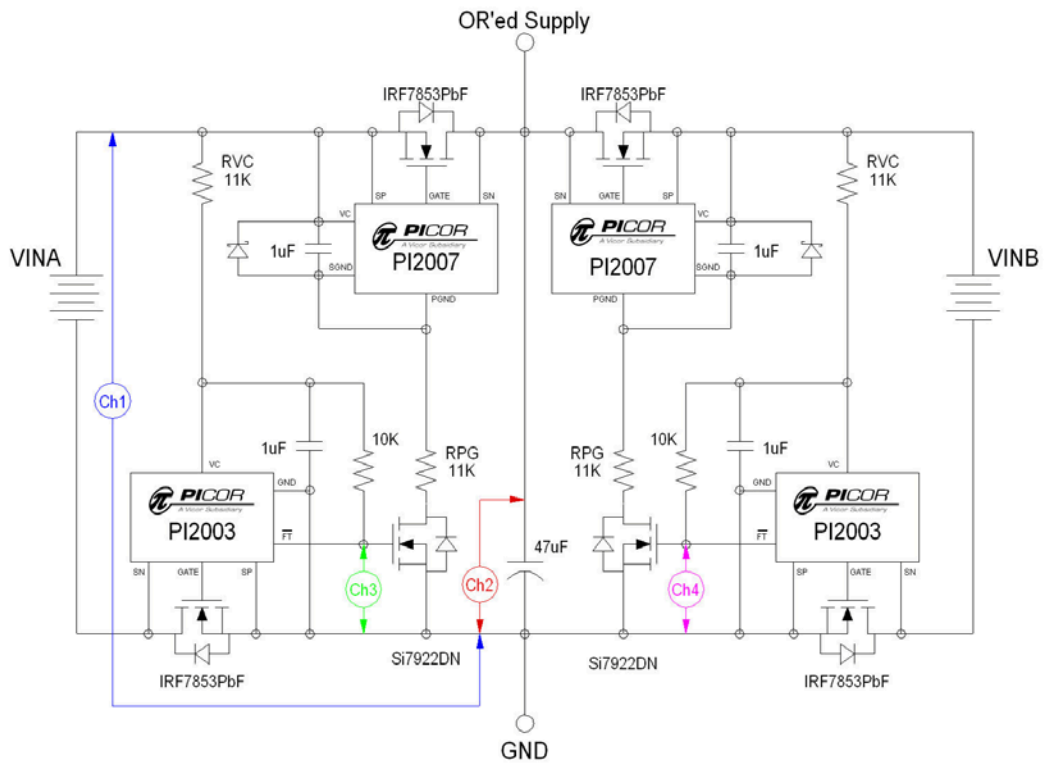 OR'ed Supply
IRF7853PbF
IRF7853PbF
RVC
11K
SP
GATE
SN
SN
GATE
SP
RVC
11K
VINA
1uF
VC
SGND
PICOR
A Vicor Subsidiary
PI2007
PGND
PICOR
A Vicor Subsidiary
PI2007
PGND
VC
SGND
1uF
VINB
Ch1
1uF
10K
RPG
11K
RPG
11K
10K
1uF
VC
GND
PICOR
A Vicor Subsidiary
PI2003
FT
SN
GATE
SP
VC
GND
PICOR
A Vicor Subsidiary
PI2003
FT
SP
GATE
SN
Ch3
Ch2
47uF
Ch4
IRF7853PbF
Si7922DN
Si7922DN
IRF7853PbF
GND